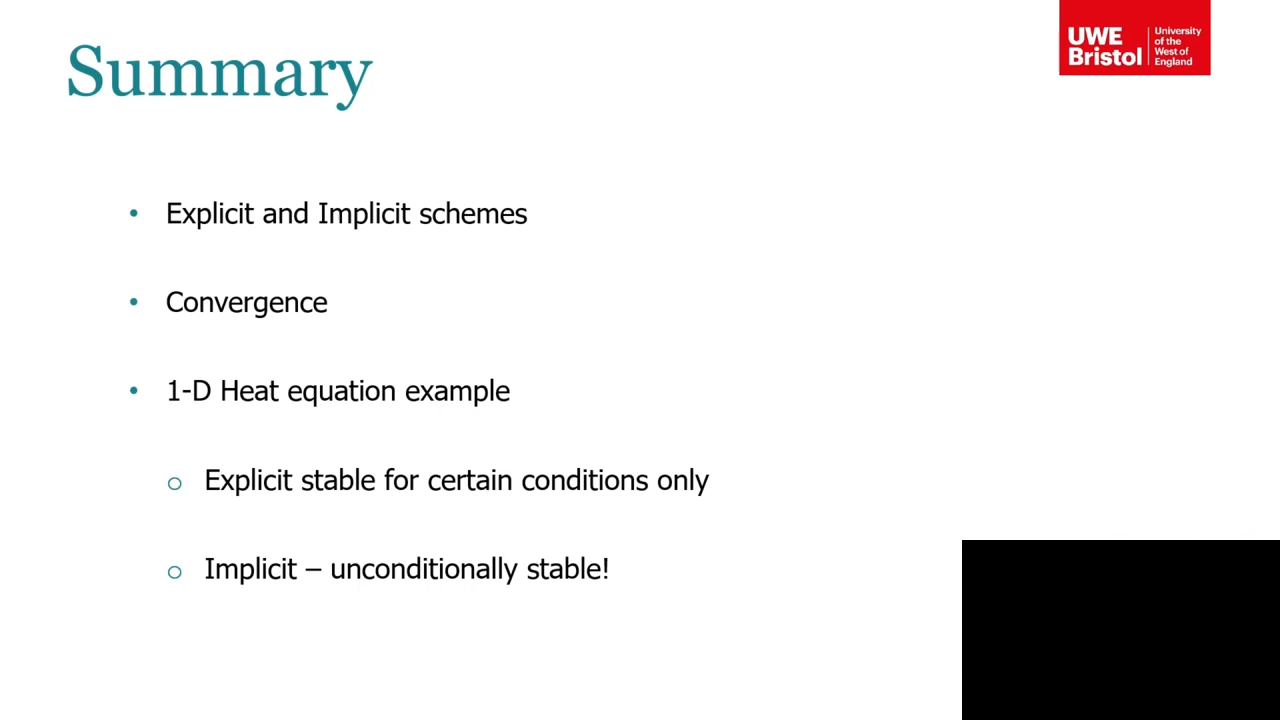 Summary
UWE
Bristol
University
of the
West of
England
• Explicit and Implicit schemes
• Convergence
• 1-D Heat equation example
o Explicit stable for certain conditions only
o Implicit – unconditionally stable!